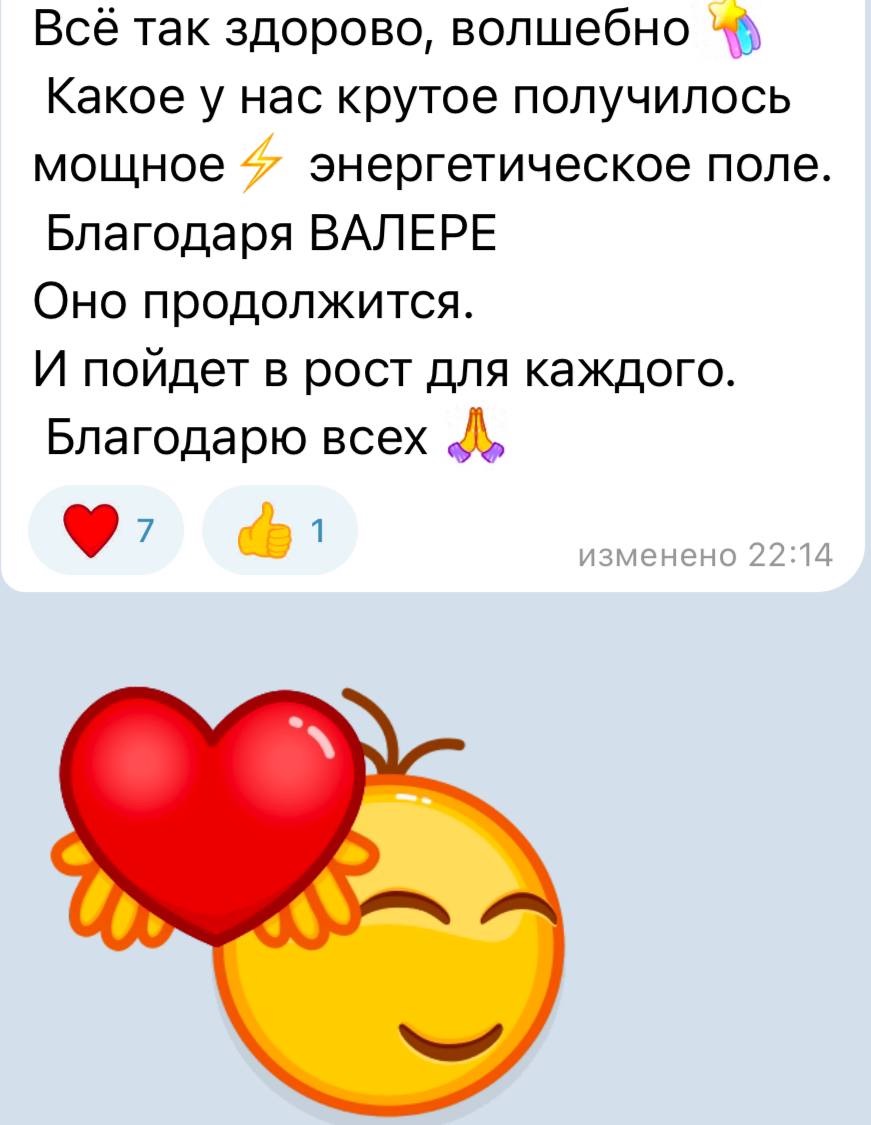 Всё так здорово, волшебно 🌠
Какое у нас крутое получилось
мощное ⚡ энергетическое поле.
Благодаря ВАЛЕРЕ
Оно продолжится.
И пойдет в рост для каждого.
Благодарю всех 🙏
❤️ 7 👍 1
изменено 22:14